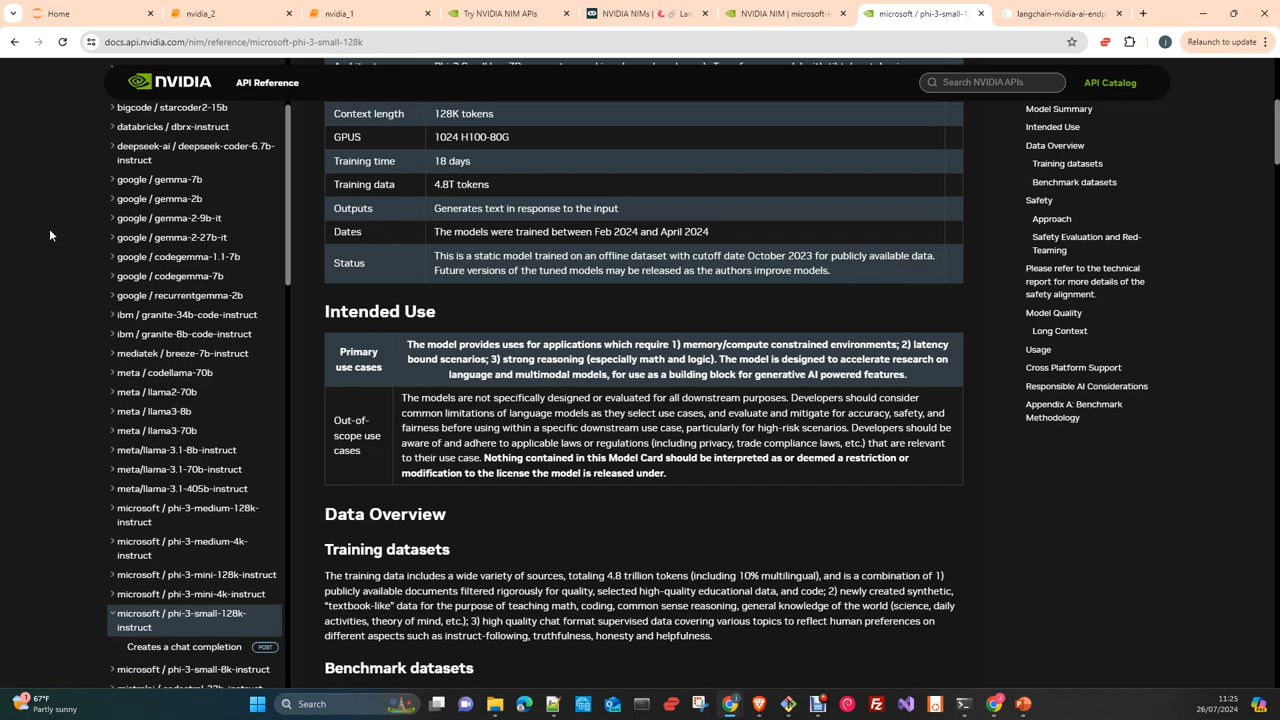 Home
nvidia_2
nvidia_1
Try NVIDIA NIM APIs
NVIDIA NIMs |
NVIDIA NIM | microsoft-
microsoft / phi-3-small-12
langchain-nvidia-ai-endp
docs.api.nvidia.com/nim/reference/microsoft-phi-3-small-128k
Relaunch to update
NVIDIA
API Reference
Search NVIDIA APIs
API Catalog
bigcode / starcoder2-15b
databricks / dbrx-instruct
deepseek-ai / deepseek-coder-6.7b-
instruct
google / gemma-7b
google / gemma-2b
google / gemma-2-9b-it
google / gemma-2-27b-it
google / codegemma-1.1-7b
google / codegemma-7b
google / recurrentgemma-2b
ibm / granite-34b-code-instruct
ibm / granite-8b-code-instruct
mediatek / breeze-7b-instruct
meta / codellama-70b
meta / llama2-70b
meta / llama3-8b
meta / llama3-70b
meta/llama-3.1-8b-instruct
meta/llama-3.1-70b-instruct
meta/llama-3.1-405b-instruct
microsoft / phi-3-medium-128k-
instruct
microsoft / phi-3-medium-4k-
instruct
microsoft / phi-3-mini-128k-instruct
microsoft / phi-3-mini-4k-instruct
microsoft / phi-3-small-128k-
instruct
Creates a chat completion POST
microsoft / phi-3-small-8k-instruct
Context length 128K tokens
GPUS 1024 H100-80G
Training time 18 days
Training data 4.8T tokens
Outputs Generates text in response to the input
Dates The models were trained between Feb 2024 and April 2024
Status This is a static model trained on an offline dataset with cutoff date October 2023 for publicly available data.
Future versions of the tuned models may be released as the authors improve models.
Intended Use
Primary
use cases
The model provides uses for applications which require 1) memory/compute constrained environments; 2) latency
bound scenarios; 3) strong reasoning (especially math and logic). The model is designed to accelerate research on
language and multimodal models, for use as a building block for generative AI powered features.
Out-of-
scope use
cases
The models are not specifically designed or evaluated for all downstream purposes. Developers should consider
common limitations of language models as they select use cases, and evaluate and mitigate for accuracy, safety, and
fairness before using within a specific downstream use case, particularly for high-risk scenarios. Developers should
be aware of and adhere to applicable laws or regulations (including privacy, trade compliance laws, etc.) that are relevant
to their use case. Nothing contained in this Model Card should be interpreted as or deemed a restriction or
modification to the license the model is released under.
Data Overview
Training datasets
The training data includes a wide variety of sources, totaling 4.8 trillion tokens (including 10% multilingual), and is a combination of 1)
publicly available documents filtered rigorously for quality, selected high-quality educational data, and code; 2) newly created synthetic,
“textbook-like” data for the purpose of teaching math, coding, common sense reasoning, general knowledge of the world (science, daily
activities, theory of mind, etc.); 3) high quality chat format supervised data covering various topics to reflect human preferences on
different aspects such as instruct-following, truthfulness, honesty and helpfulness.
Benchmark datasets
Model Summary
Intended Use
Data Overview
Training datasets
Benchmark datasets
Safety
Approach
Safety Evaluation and Red-
Teaming
Please refer to the technical
report for more details of the
safety alignment.
Model Quality
Long Context
Usage
Cross Platform Support
Responsible AI Considerations
Appendix A: Benchmark
Methodology
1
67°F
Partly sunny
Search
11:25
26/07/2024